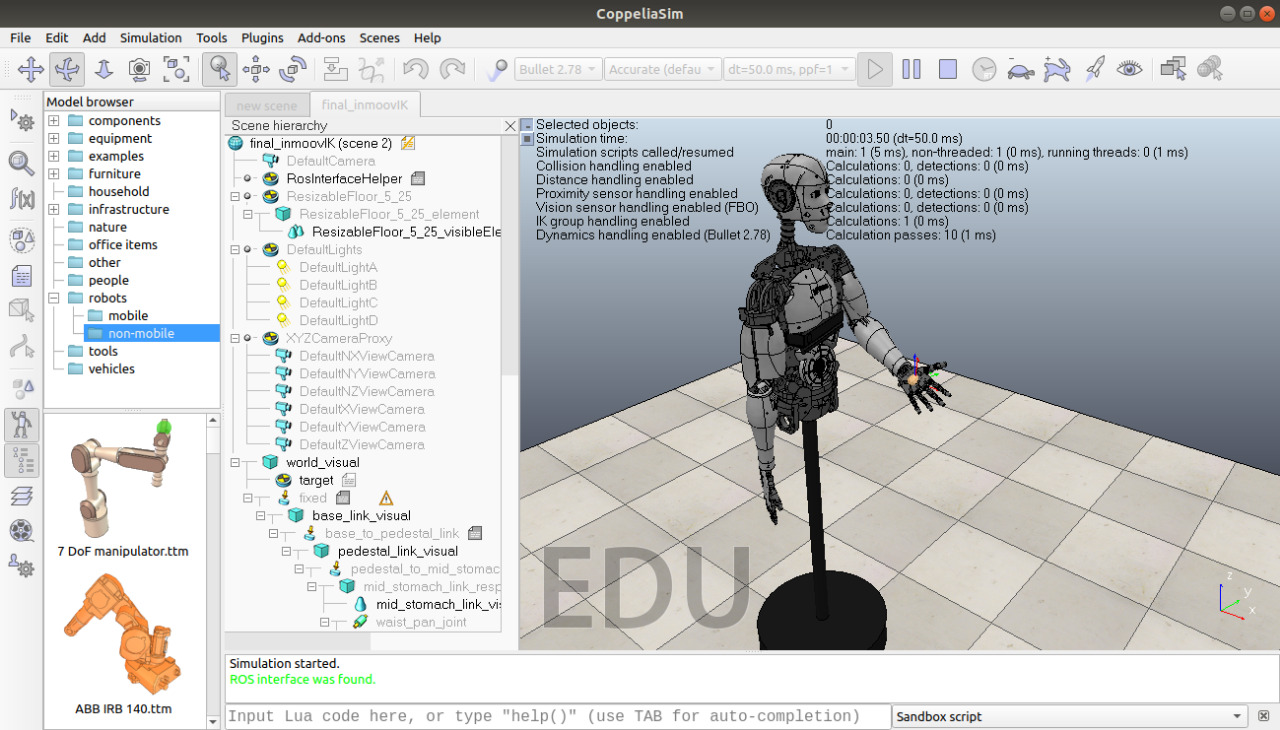 CoppeliaSim
File Edit Add Simulation Tools Plugins Add-ons Scenes Help
Bullet 2.78 Accurate (defau dt=50.0 ms, ppf=1
Model browser
components
equipment
examples
furniture
household
infrastructure
nature
office items
other
people
robots
mobile
non-mobile
tools
vehicles
7 DoF manipulator.ttm
ABB IRB 140.ttm
new scene final_inmoovIK
Scene hierarchy
final_inmoovIK (scene 2)
DefaultCamera
RosInterfaceHelper
ResizableFloor_5_25
ResizableFloor_5_25_element
ResizableFloor_5_25_visibleEle
DefaultLights
DefaultLightA
DefaultLightB
DefaultLightC
DefaultLightD
XYZCameraProxy
DefaultNXViewCamera
DefaultNYViewCamera
DefaultNZViewCamera
DefaultXViewCamera
DefaultYViewCamera
DefaultZViewCamera
world_visual
target
fixed
base_link_visual
base_to_pedestal_link
pedestal_link_visual
pedestal_to_mid_stomac
mid_stomach_link_resp
mid_stomach_link_vi
waist_pan_joint
Selected objects: 0
Simulation time: 00:00:03.50 (dt=50.0 ms)
Simulation scripts called/resumed main: 1 (5 ms), non-threaded: 1 (0 ms), running threads: 0 (1 ms)
Collision handling enabled Calculations: 0, detections: 0 (0 ms)
Distance handling enabled Calculations: 0 (0 ms)
Proximity sensor handling enabled Calculations: 0, detections: 0 (0 ms)
Vision sensor handling enabled (FBO) Calculations: 0, detections: 0 (0 ms)
IK group handling enabled Calculations: 1 (0 ms)
Dynamics handling enabled (Bullet 2.78) Calculation passes: 10 (1 ms)
EDU
z
y
x
Simulation started.
ROS interface was found.
Input Lua code here, or type "help()" (use TAB for auto-completion) Sandbox script